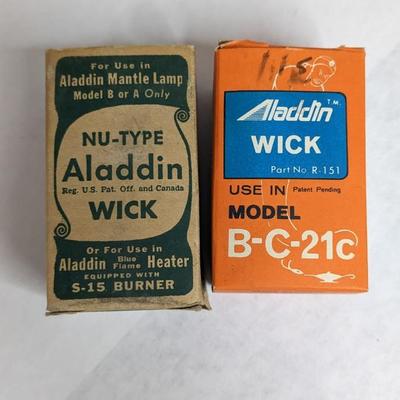 For Use in
Aladdin Mantle Lamp
Model B or A Only
NU-TYPE
Aladdin
Reg. U.S. Pat. Off. and Canada
WICK
Or For Use in
Aladdin Blue Flame Heater
EQUIPPED WITH
S-15 BURNER
Aladdin T.M.
WICK
Part No R-151
USE IN Patent Pending
MODEL
B-C-21c